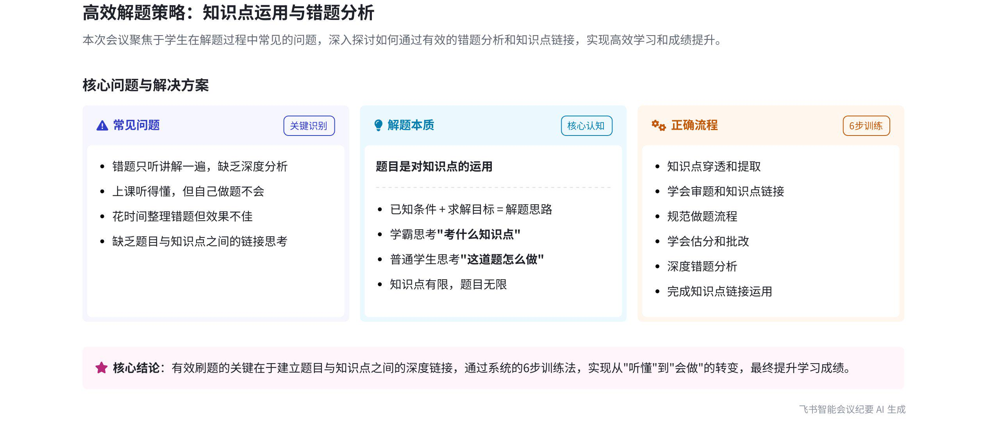 高效解题策略：知识点运用与错题分析
本次会议聚焦于学生在解题过程中常见的问题，深入探讨如何通过有效的错题分析和知识点链接，实现高效学习和成绩提升。
核心问题与解决方案
常见问题
关键识别
错题只听讲解一遍，缺乏深度分析
上课听得懂，但自己做题不会
花时间整理错题但效果不佳
缺乏题目与知识点之间的链接思考
解题本质
核心认知
题目是对知识点的运用
已知条件 + 求解目标 = 解题思路
学霸思考"考什么知识点"
普通学生思考"这道题怎么做"
知识点有限，题目无限
正确流程
6步训练
知识点穿透和提取
学会审题和知识点链接
规范做题流程
学会估分和批改
深度错题分析
完成知识点链接运用
核心结论：有效刷题的关键在于建立题目与知识点之间的深度链接，通过系统的6步训练法，实现从"听懂"到"会做"的转变，最终提升学习成绩。
飞书智能会议纪要 AI 生成